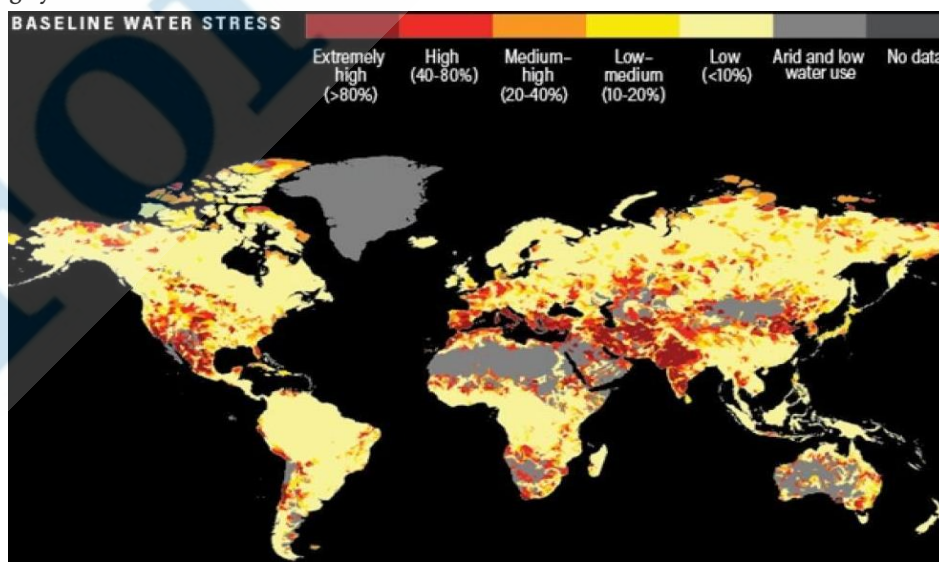 BASELINE WATER STRESS
Extremely high (>80%)
High (40-80%)
Medium-high (20-40%)
Low-medium (10-20%)
Low (<10%)
Arid and low water use
No data